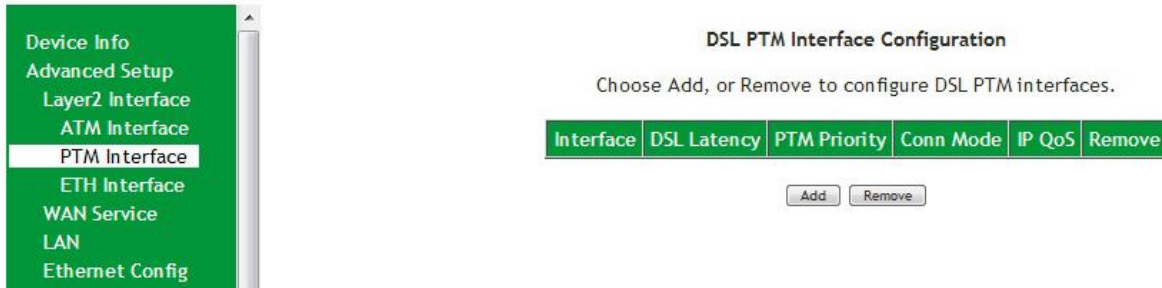 Device Info
Advanced Setup
Layer2 Interface
ATM Interface
PTM Interface
ETH Interface
WAN Service
LAN
Ethernet Config
DSL PTM Interface Configuration
Choose Add, or Remove to configure DSL PTM interfaces.
Interface DSL Latency PTM Priority Conn Mode IP QoS Remove
Add Remove